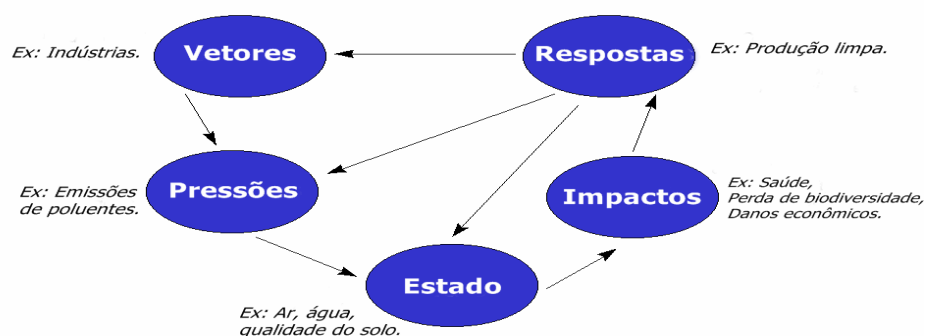 Ex: Indústrias.
Vetores
Respostas
Ex: Produção limpa.
Ex: Emissões
de poluentes.
Pressões
Impactos
Ex: Saúde,
Perda de biodiversidade,
Danos econômicos.
Estado
Ex: Ar, água,
qualidade do solo.